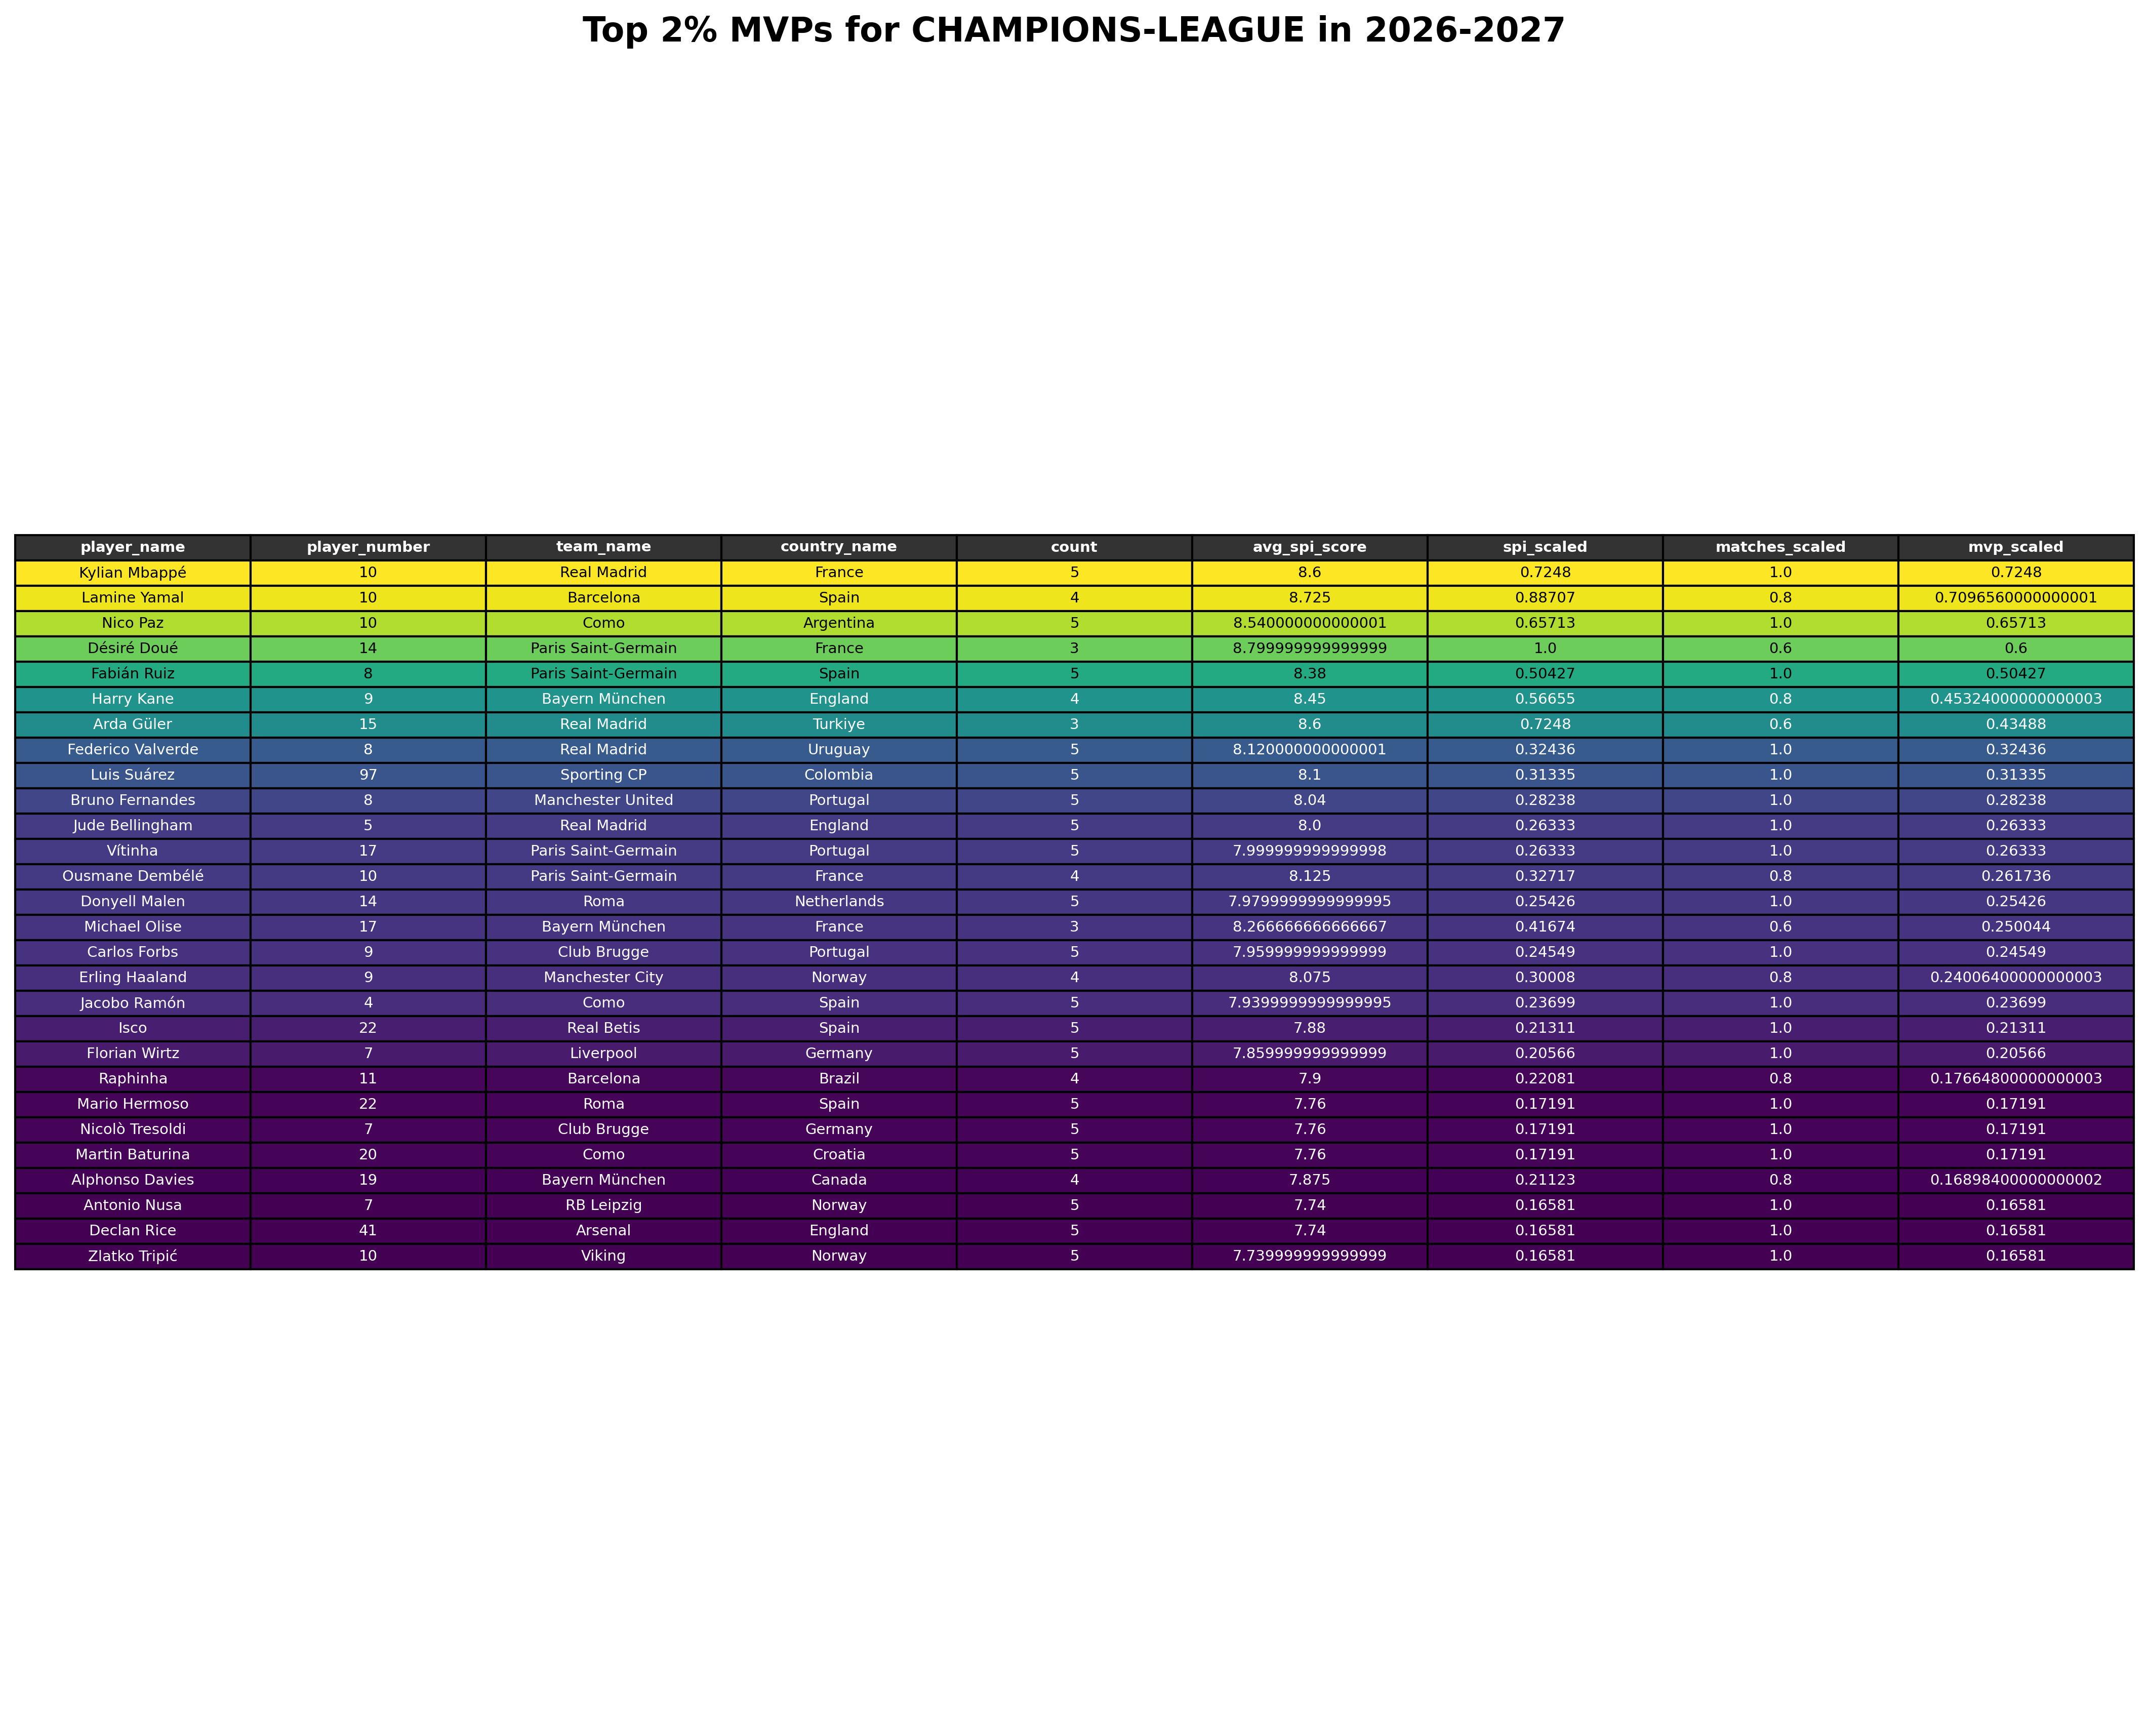 Top 2% MVPs for CHAMPIONS-LEAGUE in 2026-2027
player_name player_number team_name country_name count avg_spi_score spi_scaled matches_scaled mvp_scaled
Kylian Mbappé 10 Real Madrid France 5 8.6 0.7248 1.0 0.7248
Lamine Yamal 10 Barcelona Spain 4 8.725 0.88707 0.8 0.7096560000000001
Nico Paz 10 Como Argentina 5 8.540000000000001 0.65713 1.0 0.65713
Désiré Doué 14 Paris Saint-Germain France 3 8.799999999999999 1.0 0.6 0.6
Fabián Ruiz 8 Paris Saint-Germain Spain 5 8.38 0.50427 1.0 0.50427
Harry Kane 9 Bayern München England 4 8.45 0.56655 0.8 0.45324000000000003
Arda Güler 15 Real Madrid Türkiye 3 8.6 0.7248 0.6 0.43488
Federico Valverde 8 Real Madrid Uruguay 5 8.120000000000001 0.32436 1.0 0.32436
Luis Suárez 97 Sporting CP Colombia 5 8.1 0.31335 1.0 0.31335
Bruno Fernandes 8 Manchester United Portugal 5 8.04 0.28238 1.0 0.28238
Jude Bellingham 5 Real Madrid England 5 8.0 0.26333 1.0 0.26333
Vítinha 17 Paris Saint-Germain Portugal 5 7.999999999999998 0.26333 1.0 0.26333
Ousmane Dembélé 10 Paris Saint-Germain France 4 8.125 0.32717 0.8 0.261736
Donyell Malen 14 Roma Netherlands 5 7.9799999999999995 0.25426 1.0 0.25426
Michael Olise 17 Bayern München France 3 8.266666666666667 0.41674 0.6 0.250044
Carlos Forbs 9 Club Brugge Portugal 5 7.959999999999999 0.24549 1.0 0.24549
Erling Haaland 9 Manchester City Norway 4 8.075 0.30008 0.8 0.24006400000000003
Jacobo Ramón 4 Como Spain 5 7.9399999999999995 0.23699 1.0 0.23699
Isco 22 Real Betis Spain 5 7.88 0.21311 1.0 0.21311
Florian Wirtz 7 Liverpool Germany 5 7.859999999999999 0.20566 1.0 0.20566
Raphinha 11 Barcelona Brazil 4 7.9 0.22081 0.8 0.17664800000000003
Mario Hermoso 22 Roma Spain 5 7.76 0.17191 1.0 0.17191
Nicolò Tresoldi 7 Club Brugge Germany 5 7.76 0.17191 1.0 0.17191
Martin Baturina 20 Como Croatia 5 7.76 0.17191 1.0 0.17191
Alphonso Davies 19 Bayern München Canada 4 7.875 0.21123 0.8 0.16898400000000002
Antonio Nusa 7 RB Leipzig Norway 5 7.74 0.16581 1.0 0.16581
Declan Rice 41 Arsenal England 5 7.74 0.16581 1.0 0.16581
Zlatko Tripić 10 Viking Norway 5 7.739999999999999 0.16581 1.0 0.16581